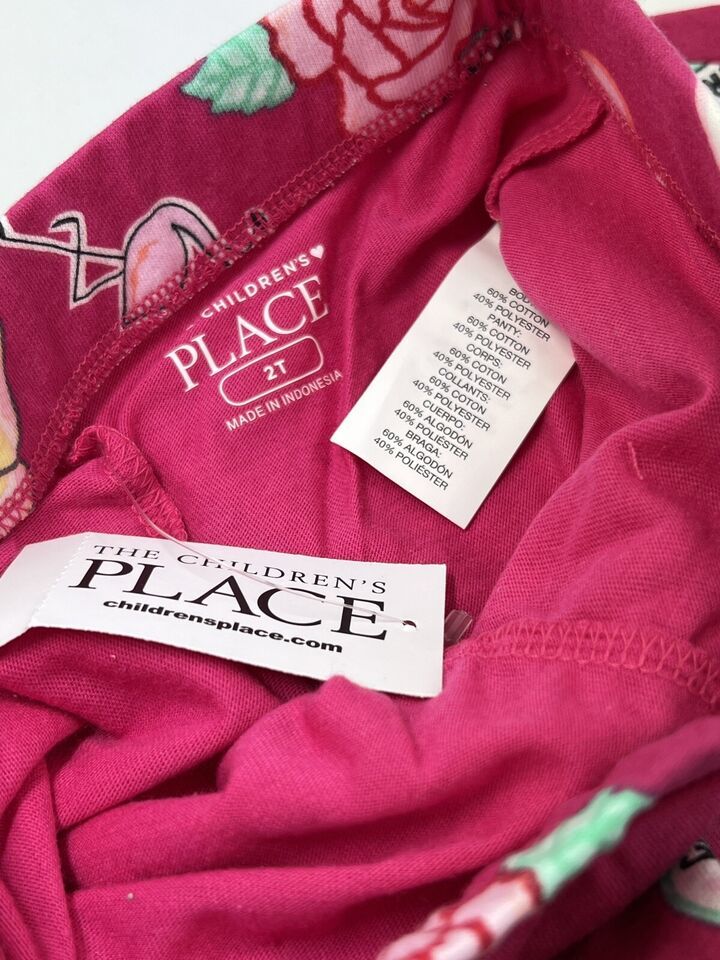 CHILDREN'S
PLACE
2T
MADE IN INDONESIA
BODY:
60% COTTON
40% POLYESTER
PANTY:
60% COTTON
40% POLYESTER
CORPS:
60% COTON
40% POLYESTER
COLLANTS:
60% COTON
40% POLYESTER
CUERPO:
60% ALGODÓN
40% POLIÉSTER
BRAGA:
60% ALGODÓN
40% POLIÉSTER
THE CHILDREN'S
PLACE
childrensplace.com